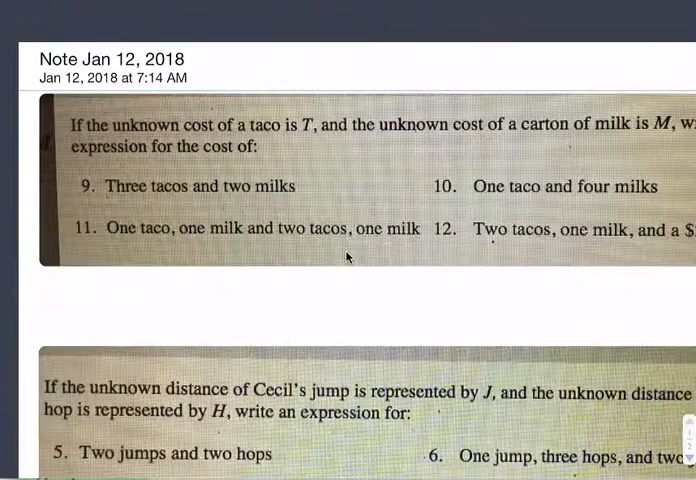 Note Jan 12, 2018
Jan 12, 2018 at 7:14 AM
If the unknown cost of a taco is T, and the unknown cost of a carton of milk is M,
expression for the cost of:
9. Three tacos and two milks
10. One taco and four milks
11. One taco, one milk and two tacos, one milk
12. Two tacos, one milk, and a $
If the unknown distance of Cecil's jump is represented by J, and the unknown distance
hop is represented by H, write an expression for:
5. Two jumps and two hops
6. One jump, three hops, and